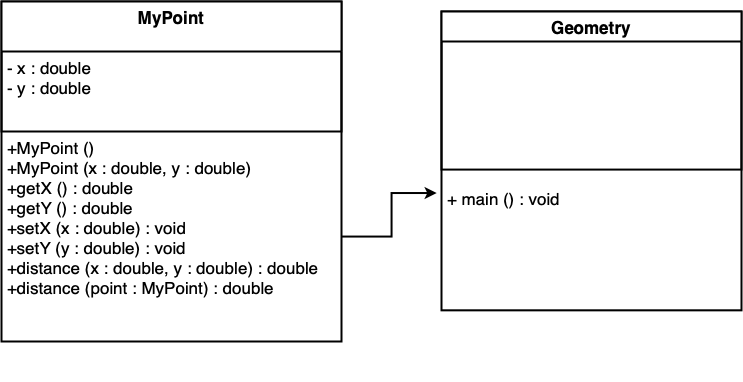 MyPoint
- x : double
- y : double
+MyPoint ()
+MyPoint (x : double, y : double)
+getX () : double
+getY () : double
+setX (x : double) : void
+setY (y : double) : void
+distance (x : double, y : double) : double
+distance (point : MyPoint) : double
Geometry
+ main () : void